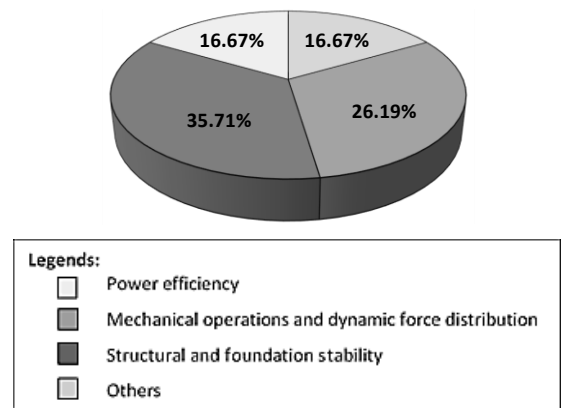 16.67%
16.67%
35.71%
26.19%
Legends:
Power efficiency
Mechanical operations and dynamic force distribution
Structural and foundation stability
Others